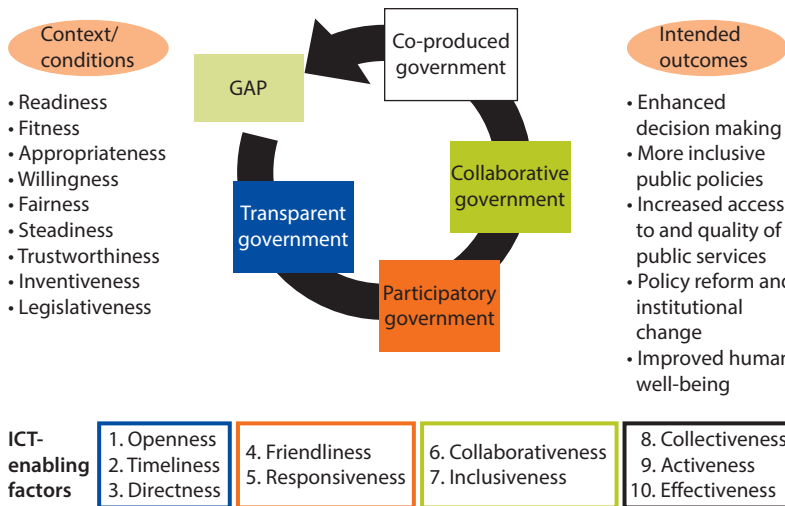 Context/
conditions
• Readiness
• Fitness
• Appropriateness
• Willingness
• Fairness
• Steadiness
• Trustworthiness
• Inventiveness
• Legislativeness
GAP
Co-produced
government
Collaborative
government
Participatory
government
Transparent
government
Intended
outcomes
• Enhanced
decision making
• More inclusive
public policies
• Increased access
to and quality of
public services
• Policy reform and
institutional
change
• Improved human
well-being
ICT-
enabling
factors
1. Openness
2. Timeliness
3. Directness
4. Friendliness
5. Responsiveness
6. Collaborativeness
7. Inclusiveness
8. Collectiveness
9. Activeness
10. Effectiveness